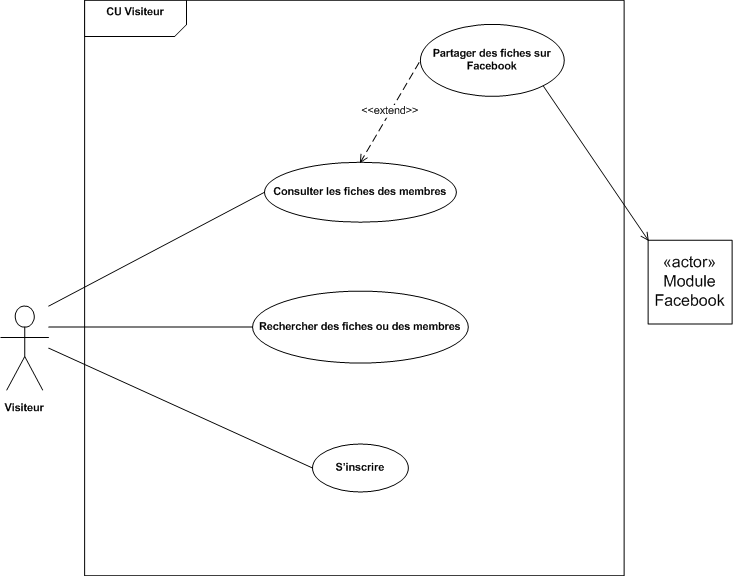 CU Visiteur
Partager des fiches sur
Facebook
<<extend>>
Consulter les fiches des membres
«actor»
Module
Facebook
Rechercher des fiches ou des membres
Visiteur
S'inscrire